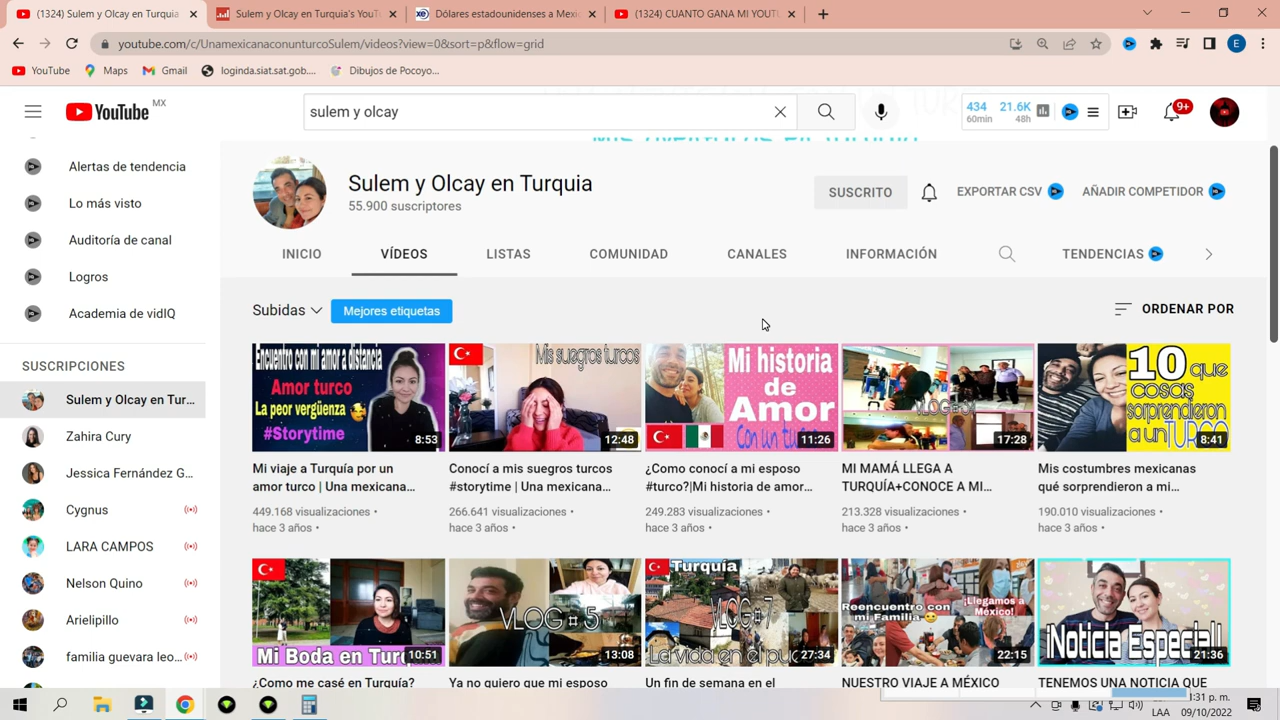 (1324) Sulem y Olcay en Turquia
Sulem y Olcay en Turquia's YouT
Dólares estadounidenses a Mexic
(1324) CUANTO GANA MI YOUTU
youtube.com/c/UnamexicanaconunturcoSulem/videos?view=0&sort=p&flow=grid
E
YouTube
Maps
Gmail
loginda.siat.sat.gob....
Dibujos de Pocoyo...
YouTube MX
sulem y olcay
434
60min
21.6K
48h
9+
Alertas de tendencia
Lo más visto
Auditoría de canal
Logros
Academia de vidIQ
SUSCRIPCIONES
Sulem y Olcay en Tur...
Zahira Cury
Jessica Fernández G...
Cygnus
LARA CAMPOS
Nelson Quino
Arielipillo
familia guevara leo...
Mis aventuras en Turquia
Sulem y Olcay en Turquia
55.900 suscriptores
SUSCRITO
EXPORTAR CSV
AÑADIR COMPETIDOR
INICIO
VÍDEOS
LISTAS
COMUNIDAD
CANALES
INFORMACIÓN
TENDENCIAS
Subidas
Mejores etiquetas
ORDENAR POR
Encuentro con mi amor a distancia
Amor turco
La peor vergüenza
#Storytime
8:53
Mi viaje a Turquía por un
amor turco | Una mexicana...
449.168 visualizaciones •
hace 3 años •
Mis suegros turcos
12:48
Conocí a mis suegros turcos
#storytime | Una mexicana...
266.641 visualizaciones •
hace 3 años •
Mi historia
de
Amor
Con un turco
11:26
¿Como conocí a mi esposo
#turco?|Mi historia de amor...
249.283 visualizaciones •
hace 3 años •
17:28
MI MAMÁ LLEGA A
TURQUÍA+CONOCE A MI...
213.328 visualizaciones •
hace 3 años •
10 que
cosas
sorprendieron
a un TURCO
8:41
Mis costumbres mexicanas
qué sorprendieron a mi...
190.010 visualizaciones •
hace 3 años •
Mi Boda en Turq
10:51
¿Como me casé en Turquía?
VLOG # 5
13:08
Ya no quiero que mi esposo
Turquía
VLOG# 7
La vida en el pue
27:34
Un fin de semana en el
Reencuentro con
mi Familia
¡Llegamos a
México!
22:15
NUESTRO VIAJE A MÉXICO
¡Noticia Especial!
21:36
TENEMOS UNA NOTICIA QUE
1:31 p. m.
LAA
09/10/2022